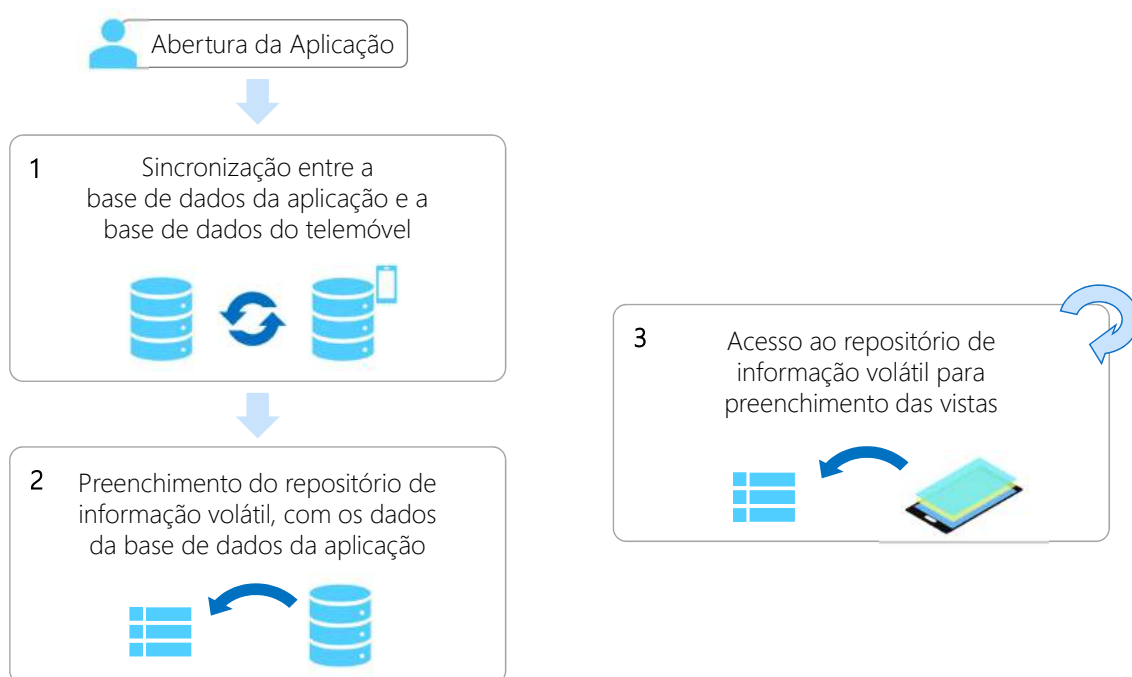 Abertura da Aplicação
1
Sincronização entre a
base de dados da aplicação e a
base de dados do telemóvel
2
Preenchimento do repositório de
informação volátil, com os dados
da base de dados da aplicação
3
Acesso ao repositório de
informação volátil para
preenchimento das vistas